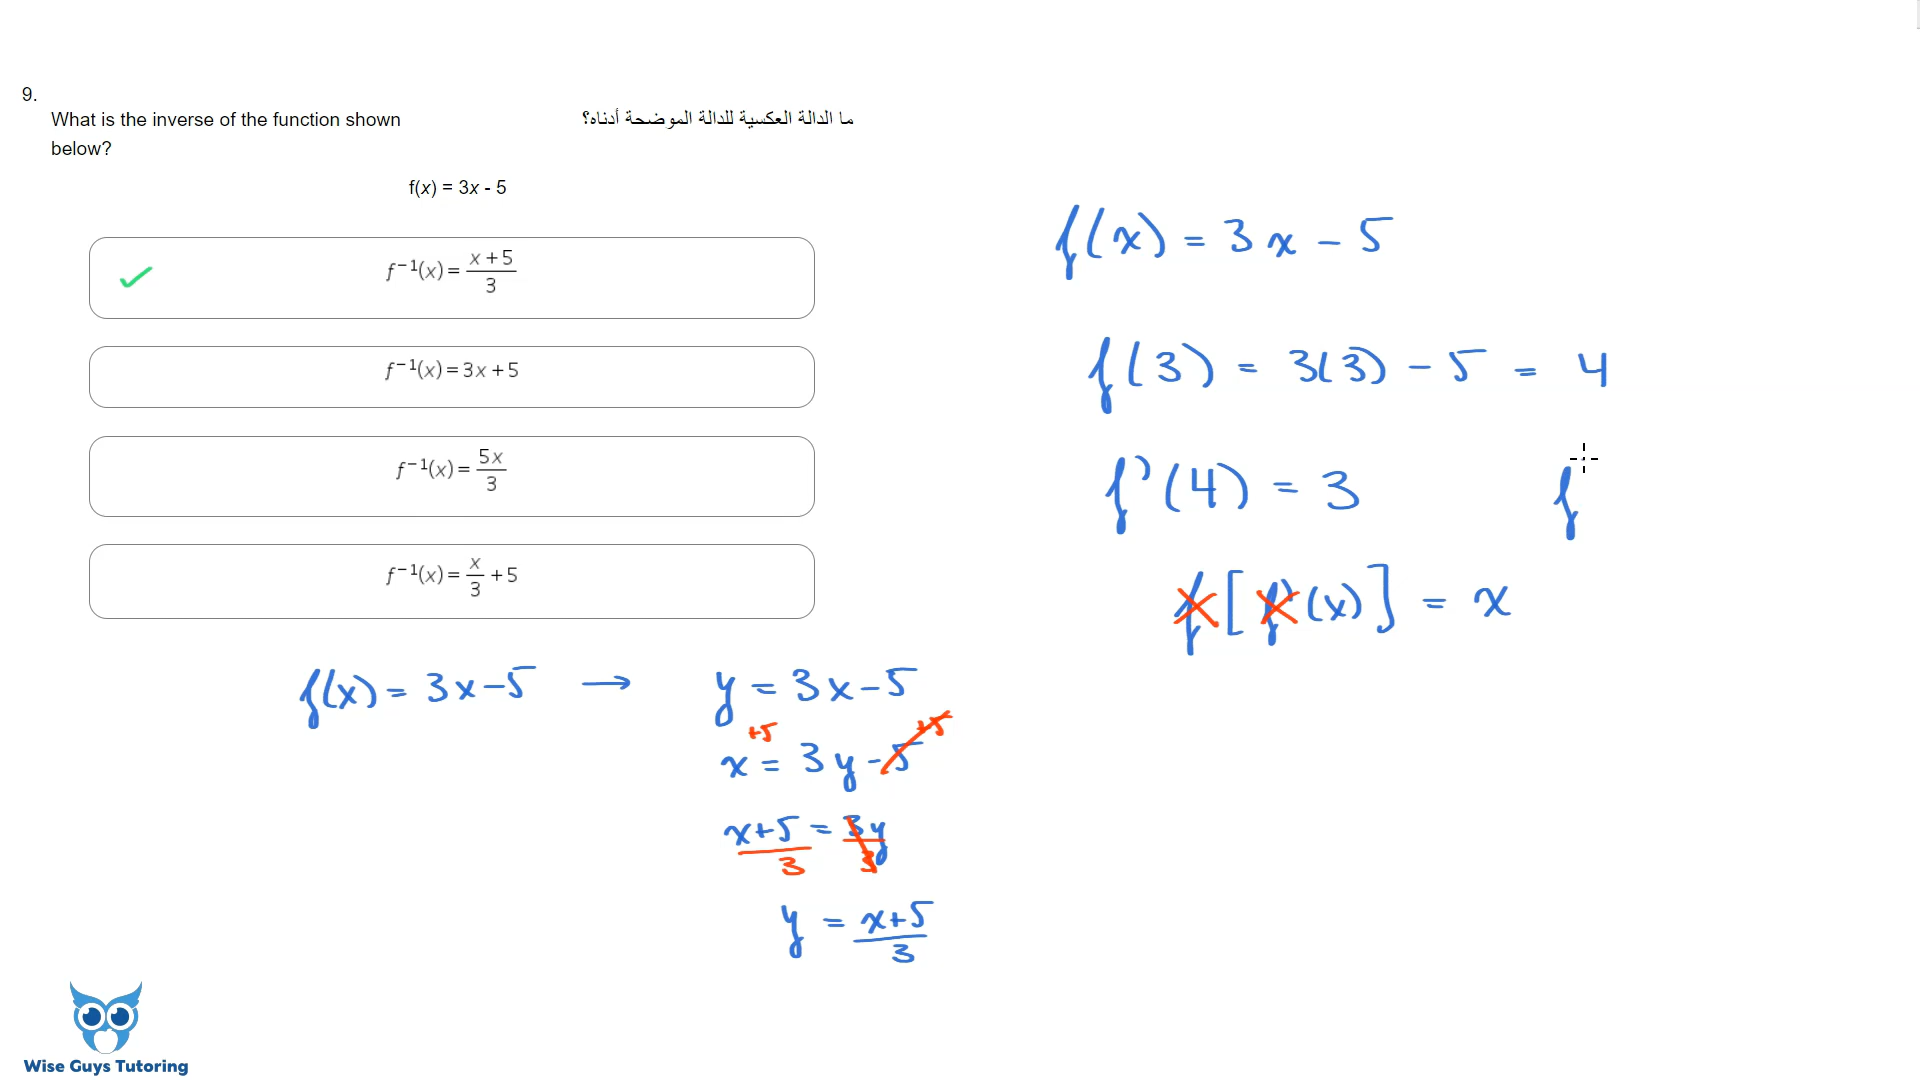 9.
What is the inverse of the function shown
below?
ما الدالة العكسية للدالة الموضحة أدناه؟
f(x) = 3x - 5
f⁻¹(x) = (x + 5)/3
f⁻¹(x) = 3x + 5
f⁻¹(x) = 5x/3
f⁻¹(x) = x/3 + 5
f(x) = 3x - 5 → y = 3x - 5
+5 +5
x = 3y - 5
(x+5)/3 = 3y/3
y = (x+5)/3
f(x) = 3x - 5
f(3) = 3(3) - 5 = 4
f'(4) = 3
f
f[f'(x)] = x
Wise Guys Tutoring